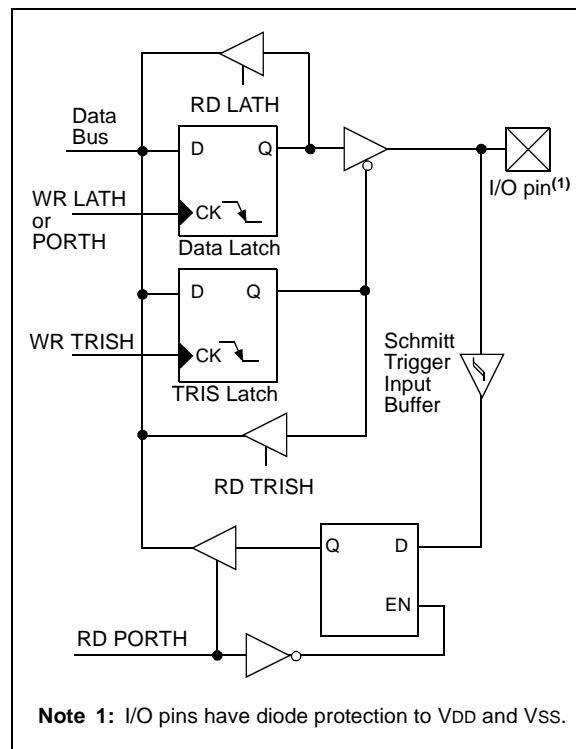 RD LATH
Data
Bus
D
Q
WR LATH
or
PORTH
CK
Data Latch
I/O pin(1)
D
Q
WR TRISH
CK
TRIS Latch
Schmitt
Trigger
Input
Buffer
RD TRISH
Q
D
EN
RD PORTH
Note 1: I/O pins have diode protection to VDD and VSS.